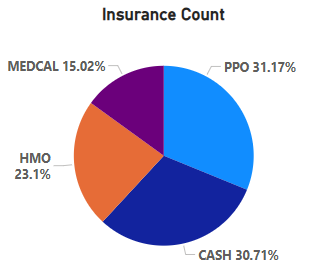 Insurance Count
MEDCAL 15.02%
PPO 31.17%
HMO
23.1%
CASH 30.71%